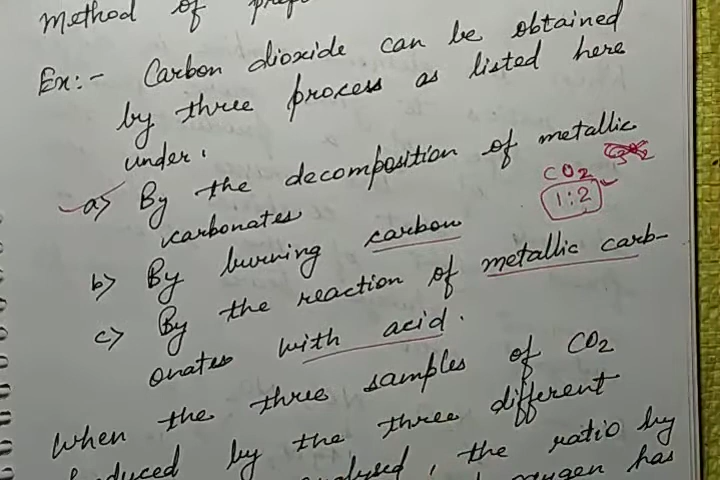 Method of
Ex:- Carbon dioxide can be obtained
by three process as listed here
under.
a> By the decomposition of metallic
carbonates
CO2
1:2
b> By burning carbon
c> By the reaction of metallic carb-
onates with acid.
When the three samples of CO2
by the three different
, the ratio by
has